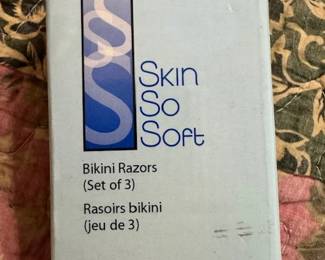 Skin
So
Soft
Bikini Razors
(Set of 3)
Rasoirs bikini
(jeu de 3)